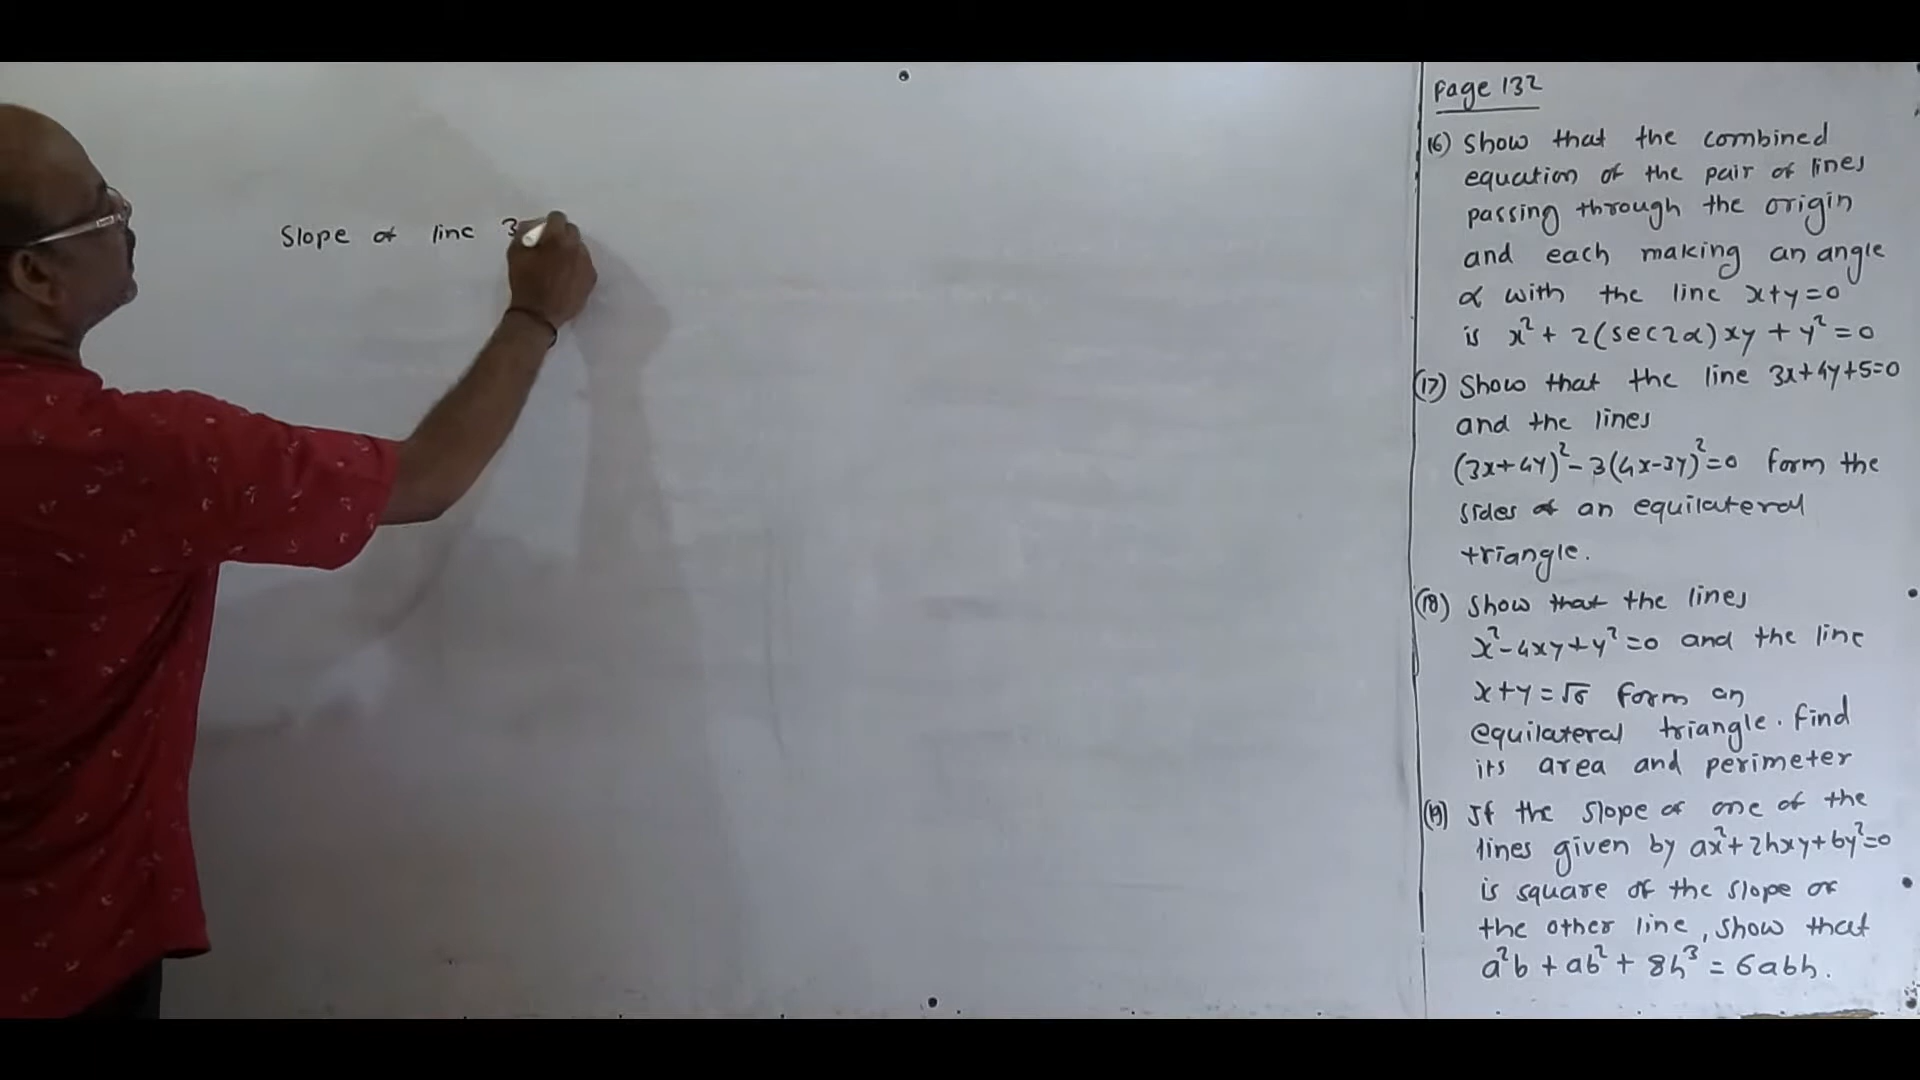 Slope of line 3
Page 132
(16) Show that the combined
equation of the pair of lines
passing through the origin
and each making an angle
α with the line x+y=0
is x² + 2(sec2α)xy + y² = 0
(17) Show that the line 3x+4y+5=0
and the lines
(3x+4y)² - 3(4x-3y)² = 0 form the
sides of an equilateral
triangle.
(18) Show that the lines
x² - 4xy + y² = 0 and the line
x+y = √6 form an
equilateral triangle. Find
its area and perimeter
(19) If the slope of one of the
lines given by ax² + 2hxy + by² = 0
is square of the slope of
the other line, show that
a²b + ab² + 8h³ = 6abh.